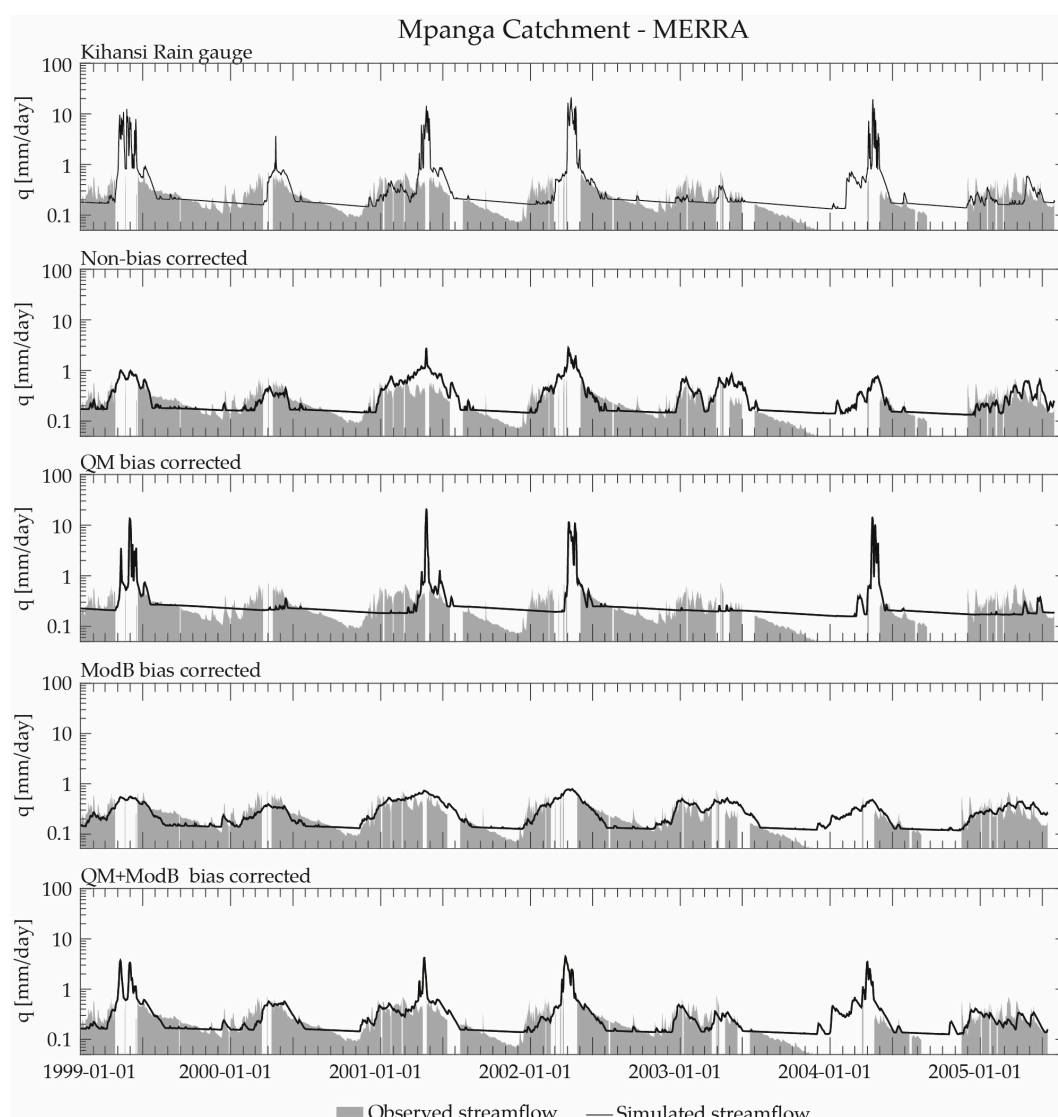 Mpanga Catchment - MERRA
Kihansi Rain gauge
100
10
1
0.1
q [mm/day]
Non-bias corrected
100
10
1
0.1
q [mm/day]
QM bias corrected
100
10
1
0.1
q [mm/day]
ModB bias corrected
100
10
1
0.1
q [mm/day]
QM+ModB bias corrected
100
10
1
0.1
q [mm/day]
1999-01-01 2000-01-01 2001-01-01 2002-01-01 2003-01-01 2004-01-01 2005-01-01
Observed streamflow Simulated streamflow